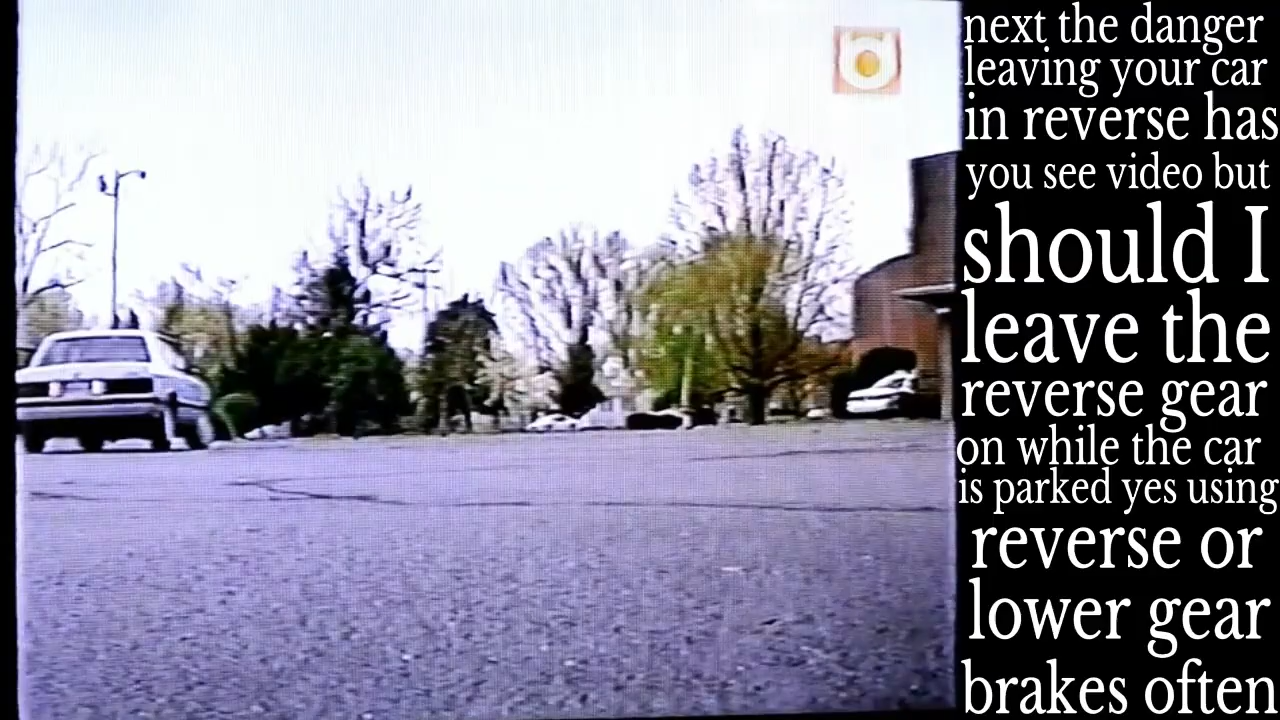 next the danger
leaving your car
in reverse has
you see video but
should I
leave the
reverse gear
on while the car
is parked yes using
reverse or
lower gear
brakes often